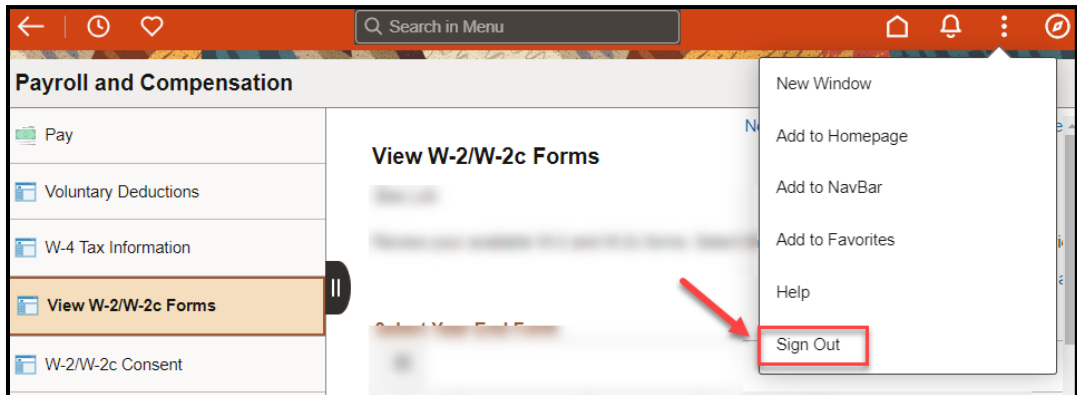 Search in Menu
Payroll and Compensation
Pay
Voluntary Deductions
W-4 Tax Information
View W-2/W-2c Forms
W-2/W-2c Consent
View W-2/W-2c Forms
New Window
Add to Homepage
Add to NavBar
Add to Favorites
Help
Sign Out